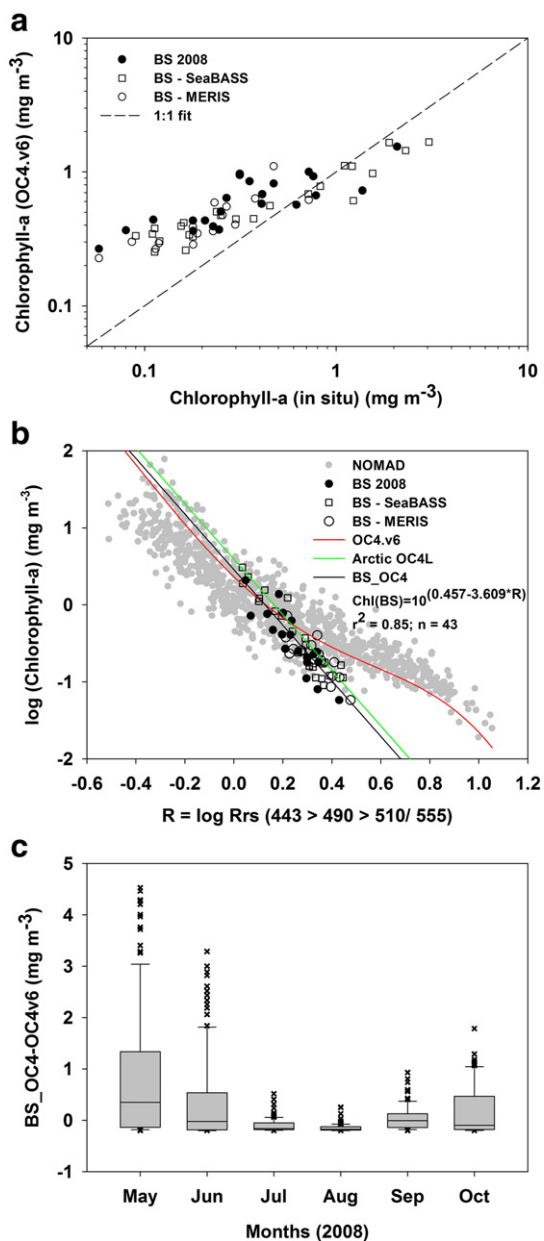 a
Chlorophyll-a (OC4.v6) (mg m-3)
10
1
0.1
BS 2008
BS - SeaBASS
BS - MERIS
1:1 fit
0.1
1
10
Chlorophyll-a (in situ) (mg m-3)
b
log (Chlorophyll-a) (mg m-3)
2
1
0
-1
-2
NOMAD
BS 2008
BS - SeaBASS
BS - MERIS
OC4.v6
Arctic OC4L
BS_OC4
Chl(BS)=10(0.457-3.609*R)
r2 = 0.85; n = 43
-0.6
-0.4
-0.2
0.0
0.2
0.4
0.6
0.8
1.0
1.2
R = log Rrs (443 > 490 > 510/ 555)
c
BS_OC4-OC4v6 (mg m-3)
5
4
3
2
1
0
-1
May
Jun
Jul
Aug
Sep
Oct
Months (2008)